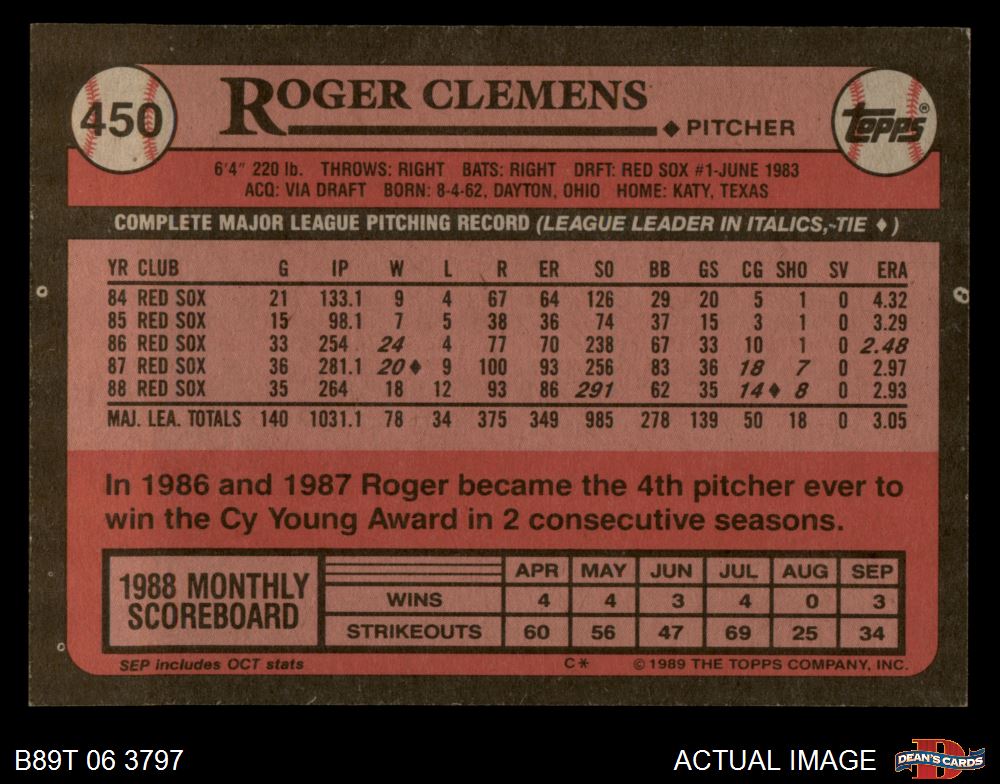 450
ROGER CLEMENS
PITCHER
TOPPS®
6'4" 220 lb. THROWS: RIGHT BATS: RIGHT DRFT: RED SOX #1-JUNE 1983
ACQ: VIA DRAFT BORN: 8-4-62, DAYTON, OHIO HOME: KATY, TEXAS
COMPLETE MAJOR LEAGUE PITCHING RECORD (LEAGUE LEADER IN ITALICS,-TIE ♦)
YR CLUB G IP W L R ER SO BB GS CG SHO SV ERA
84 RED SOX 21 133.1 9 4 67 64 126 29 20 5 1 0 4.32
85 RED SOX 15 98.1 7 5 38 36 74 37 15 3 1 0 3.29
86 RED SOX 33 254 24 4 77 70 238 67 33 10 1 0 2.48
87 RED SOX 36 281.1 20♦ 9 100 93 256 83 36 18 7 0 2.97
88 RED SOX 35 264 18 12 93 86 291 62 35 14♦ 8 0 2.93
MAJ. LEA. TOTALS 140 1031.1 78 34 375 349 985 278 139 50 18 0 3.05
In 1986 and 1987 Roger became the 4th pitcher ever to
win the Cy Young Award in 2 consecutive seasons.
1988 MONTHLY
SCOREBOARD
APR MAY JUN JUL AUG SEP
WINS 4 4 3 4 0 3
STRIKEOUTS 60 56 47 69 25 34
SEP includes OCT stats C* ©1989 THE TOPPS COMPANY, INC.
B89T 06 3797
ACTUAL IMAGE
D
DEAN'S CARDS